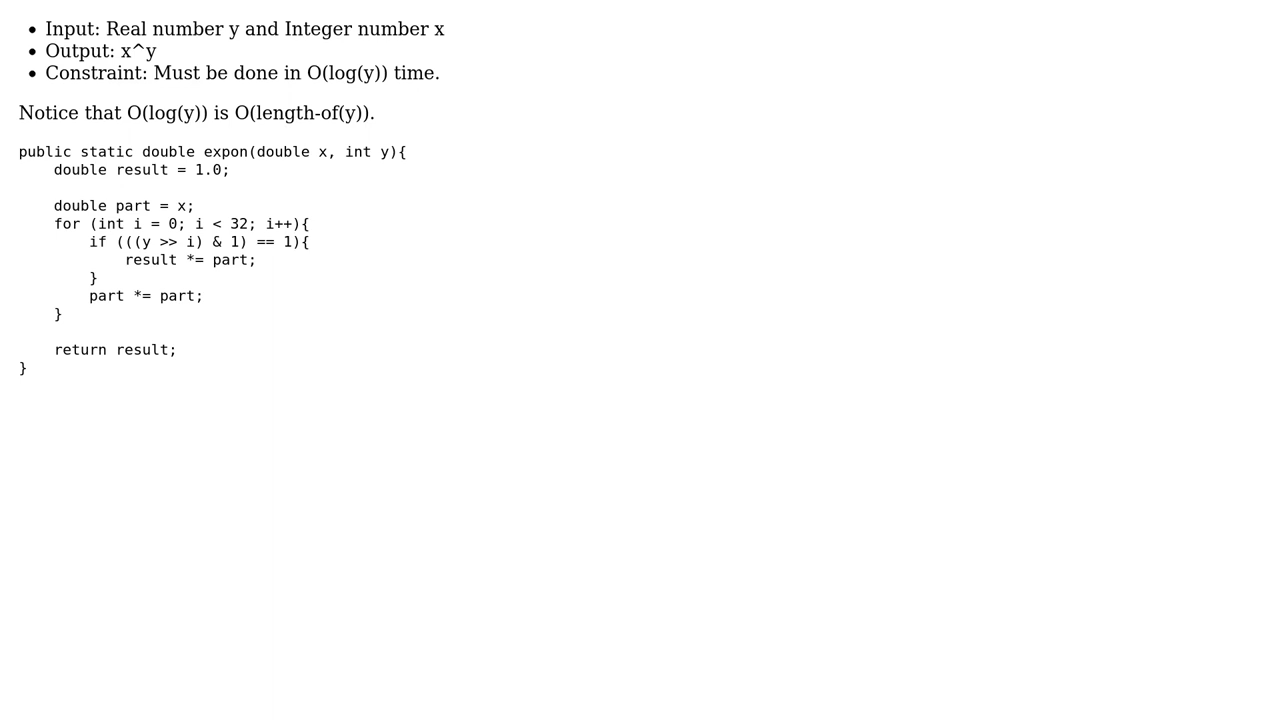 • Input: Real number y and Integer number x
• Output: x^y
• Constraint: Must be done in O(log(y)) time.
Notice that O(log(y)) is O(length-of(y)).
public static double expon(double x, int y){
    double result = 1.0;

    double part = x;
    for (int i = 0; i < 32; i++){
        if (((y >> i) & 1) == 1){
            result *= part;
        }
        part *= part;
    }

    return result;
}